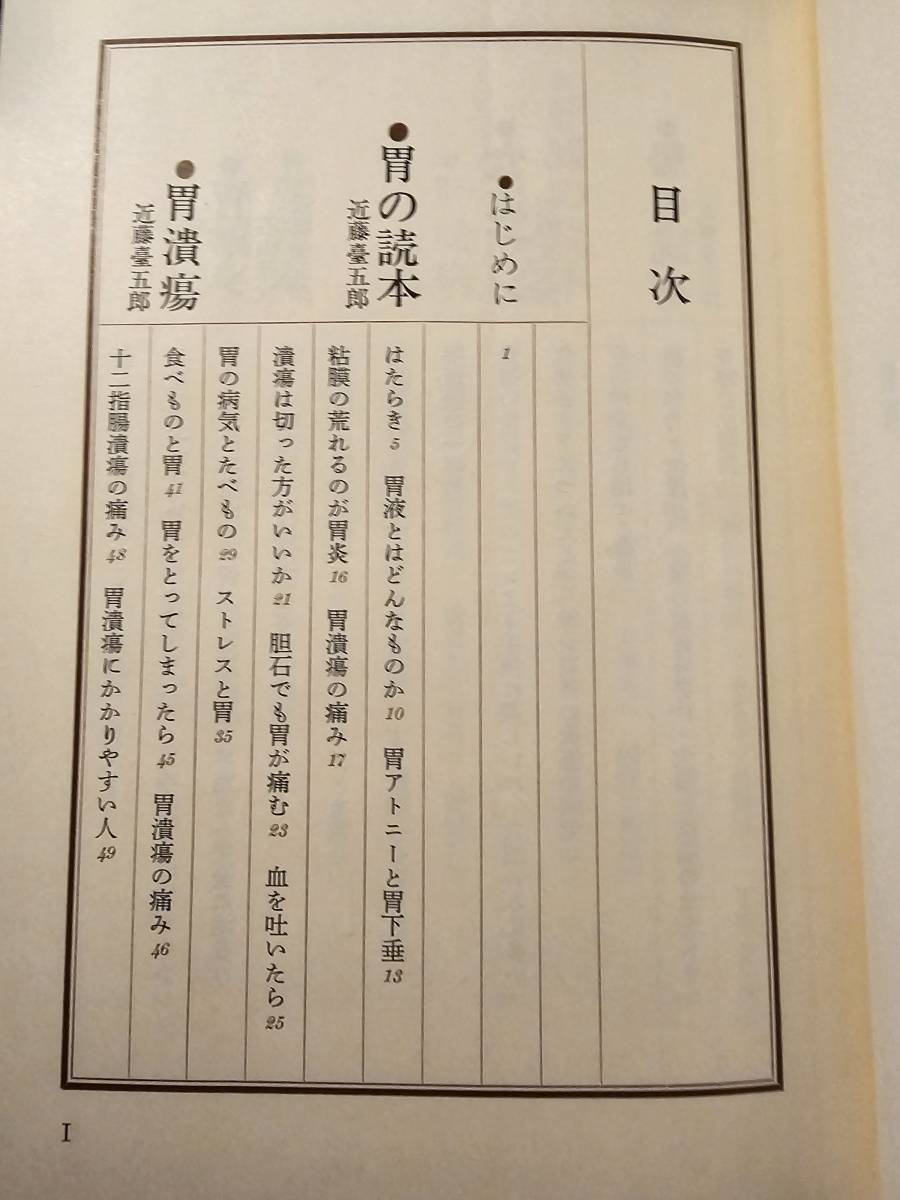 目次
●はじめに
1
●胃の読本
近藤臺五郎
はたらき 5　胃液とはどんなものか 10　胃アトニーと胃下垂 13
粘膜の荒れるのが胃炎 16　胃潰瘍の痛み 17
潰瘍は切った方がいいか 21　胆石でも胃が痛む 23　血を吐いたら 25
胃の病気とたべもの 29　ストレスと胃 35
●胃潰瘍
近藤臺五郎
食べものと胃 41　胃をとってしまったら 45　胃潰瘍の痛み 46
十二指腸潰瘍の痛み 48　胃潰瘍にかかりやすい人 49
I